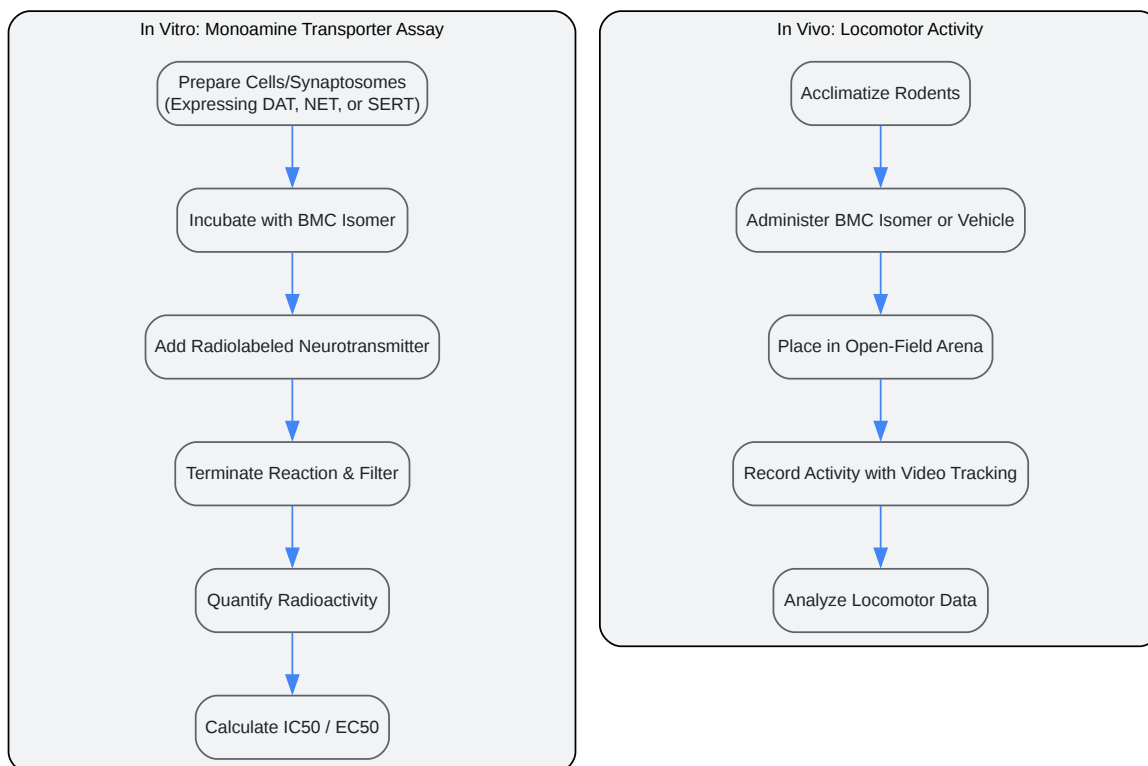 In Vitro: Monoamine Transporter Assay
Prepare Cells/Synaptosomes
(Expressing DAT, NET, or SERT)
Incubate with BMC Isomer
Add Radiolabeled Neurotransmitter
Terminate Reaction & Filter
Quantify Radioactivity
Calculate IC50 / EC50
In Vivo: Locomotor Activity
Acclimatize Rodents
Administer BMC Isomer or Vehicle
Place in Open-Field Arena
Record Activity with Video Tracking
Analyze Locomotor Data